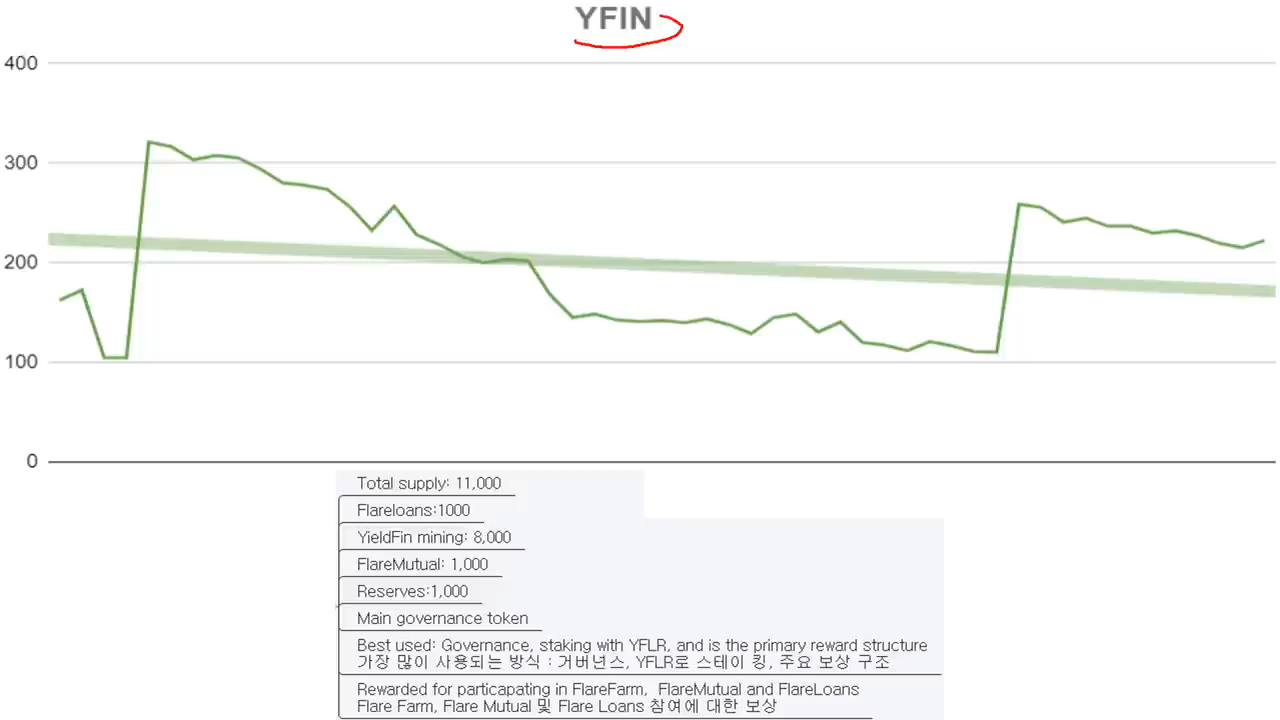 YFIN
400
300
200
100
0
Total supply: 11,000
Flareloans:1000
YieldFin mining: 8,000
FlareMutual: 1,000
Reserves:1,000
Main governance token
Best used: Governance, staking with YFLR, and is the primary reward structure
가장 많이 사용되는 방식 : 거버넌스, YFLR로 스테이 킹, 주요 보상 구조
Rewarded for particapating in FlareFarm, FlareMutual and FlareLoans
Flare Farm, Flare Mutual 및 Flare Loans 참여에 대한 보상